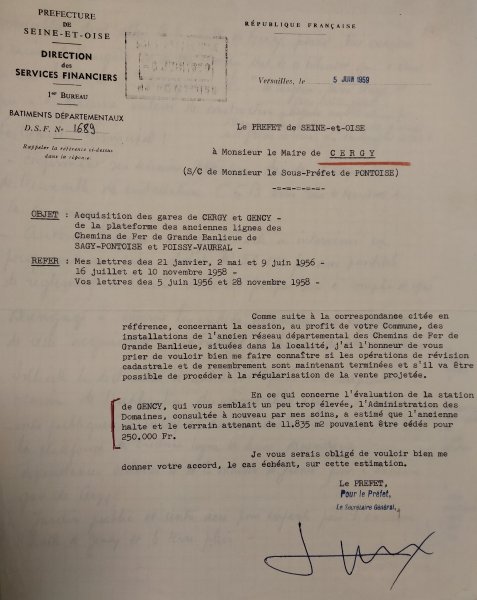 PREFECTURE
DE
SEINE-ET-OISE
DIRECTION
des
SERVICES FINANCIERS
1er BUREAU
BATIMENTS DÉPARTEMENTAUX
D.S.F. N° 1689
Rappeler la référence ci-dessus
dans la réponse.
RÉPUBLIQUE FRANÇAISE
Versailles, le 5 JUIN 1959
Le PREFET de SEINE-et-OISE
à Monsieur le Maire de C E R G Y
(S/C de Monsieur le Sous-Préfet de PONTOISE)
-=-=-=-=-=-
OBJET : Acquisition des gares de CERGY et GENCY -
de la plateforme des anciennes lignes des
Chemins de Fer de Grande Banlieue de
SAGY-PONTOISE et POISSY-VAUREAL-
REFER : Mes lettres des 21 janvier, 2 mai et 9 juin 1956 -
16 juillet et 10 novembre 1958 -
Vos lettres des 5 juin 1956 et 28 novembre 1958 -
Comme suite à la correspondance citée en
référence, concernant la cession, au profit de votre Commune, des
installations de l'ancien réseau départemental des Chemins de Fer de
Grande Banlieue, situées dans la localité, j'ai l'honneur de vous
prier de vouloir bien me faire connaître si les opérations de révision
cadastrale et de remembrement sont maintenant terminées et s'il va être
possible de procéder à la régularisation de la vente projetée.
En ce qui concerne l'évaluation de la station
de GENCY, qui vous semblait un peu trop élevée, l'Administration des
Domaines, consultée à nouveau par mes soins, a estimé que l'ancienne
halte et le terrain attenant de 11.835 m2 pouvaient être cédés pour
250.000 Fr.
Je vous serais obligé de vouloir bien me
donner votre accord, le cas échéant, sur cette estimation.
Le PREFET,
Pour le Préfet,
Le Secrétaire Général,